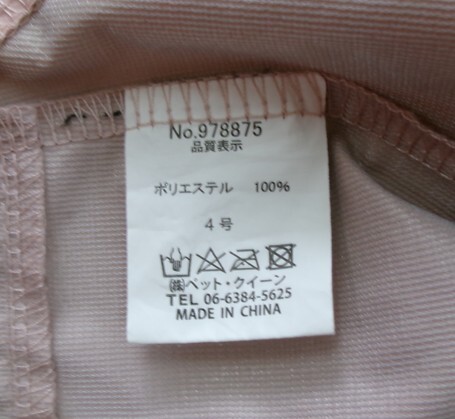 No.978875
品質表示
ポリエステル 100%
4号
㈱ペット・クイーン
TEL 06-6384-5625
MADE IN CHINA